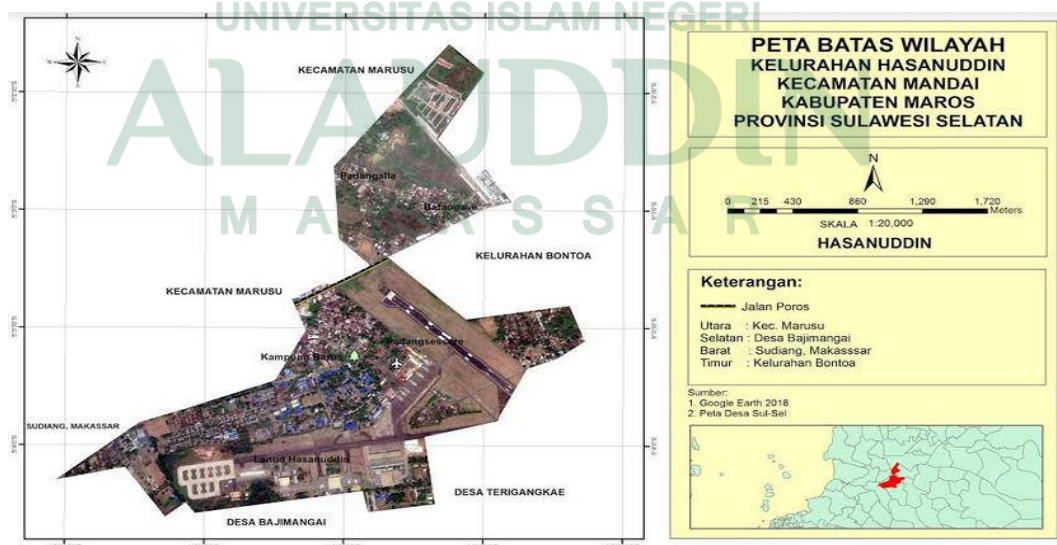 UNIVERSITAS ISLAM NEGERI
ALAUDDIN
MAKASSAR
N
W
E
S
KECAMATAN MARUSU
Padangalla
Batangase
KELURAHAN BONTOA
KECAMATAN MARUSU
Kampung Baru
Padangsessere
SUDIANG, MAKASSAR
Lanud Hasanuddin
DESA TERIGANGKAE
DESA BAJIMANGAI
PETA BATAS WILAYAH
KELURAHAN HASANUDDIN
KECAMATAN MANDAI
KABUPATEN MAROS
PROVINSI SULAWESI SELATAN
N
0 215 430 860 1,290 1,720
Meters
SKALA 1:20,000
HASANUDDIN
Keterangan:
Jalan Poros
Utara : Kec. Marusu
Selatan : Desa Bajimangai
Barat : Sudiang, Makasssar
Timur : Kelurahan Bontoa
Sumber:
1. Google Earth 2018
2. Peta Desa Sul-Sel